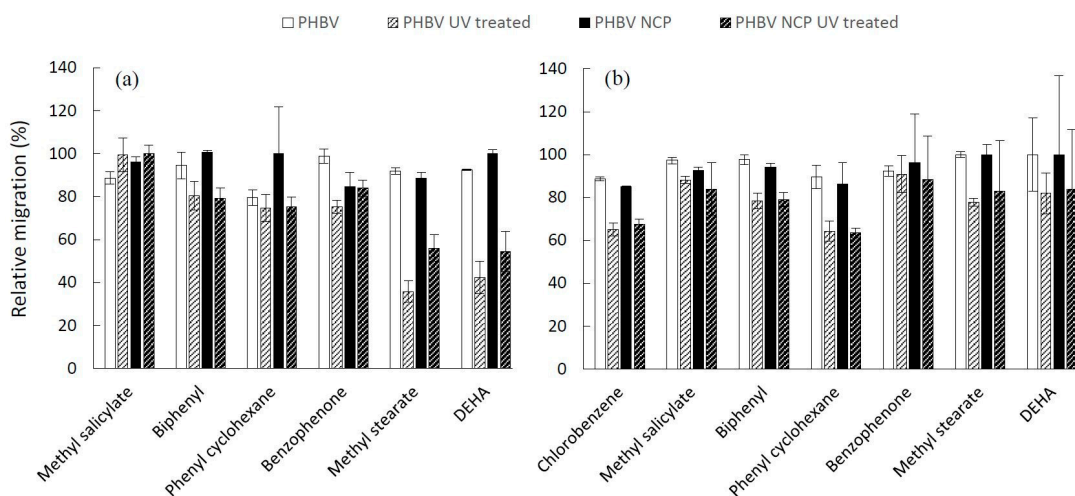 PHBV PHBV UV treated PHBV NCP PHBV NCP UV treated
(a)
(b)
Relative migration (%)
140
120
100
80
60
40
20
0
140
120
100
80
60
40
20
0
Methyl salicylate
Biphenyl
Phenyl cyclohexane
Benzophenone
Methyl stearate
DEHA
Chlorobenzene
Methyl salicylate
Biphenyl
Phenyl cyclohexane
Benzophenone
Methyl stearate
DEHA